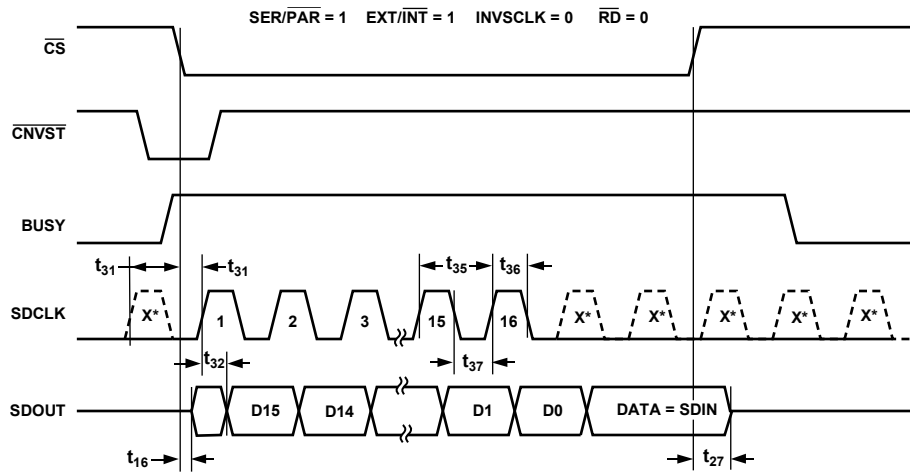 SER/PAR = 1 EXT/INT = 1 INVSCLK = 0 RD = 0
CS
CNVST
BUSY
t31 t31 t35 t36
SDCLK X* 1 2 3 15 16 X* X* X* X* X*
t32 t37
SDOUT D15 D14 D1 D0 DATA = SDIN
t16 t27